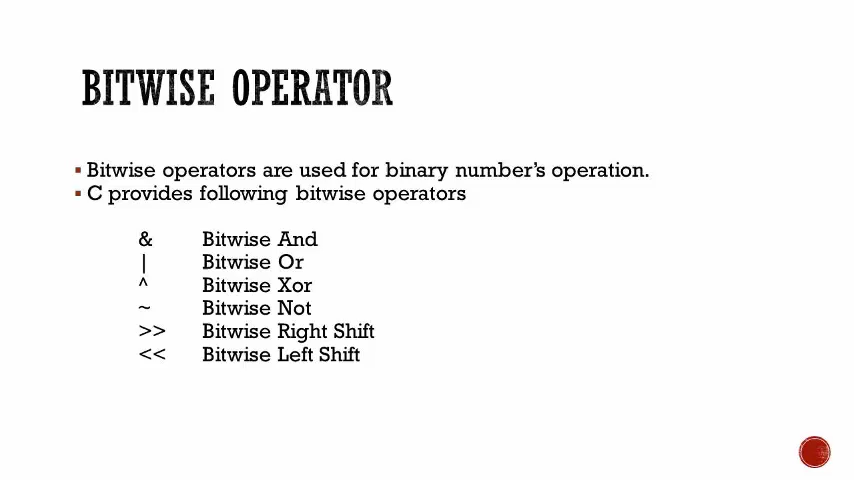 BITWISE OPERATOR
▪ Bitwise operators are used for binary number’s operation.
▪ C provides following bitwise operators
& Bitwise And
| Bitwise Or
^ Bitwise Xor
~ Bitwise Not
>> Bitwise Right Shift
<< Bitwise Left Shift